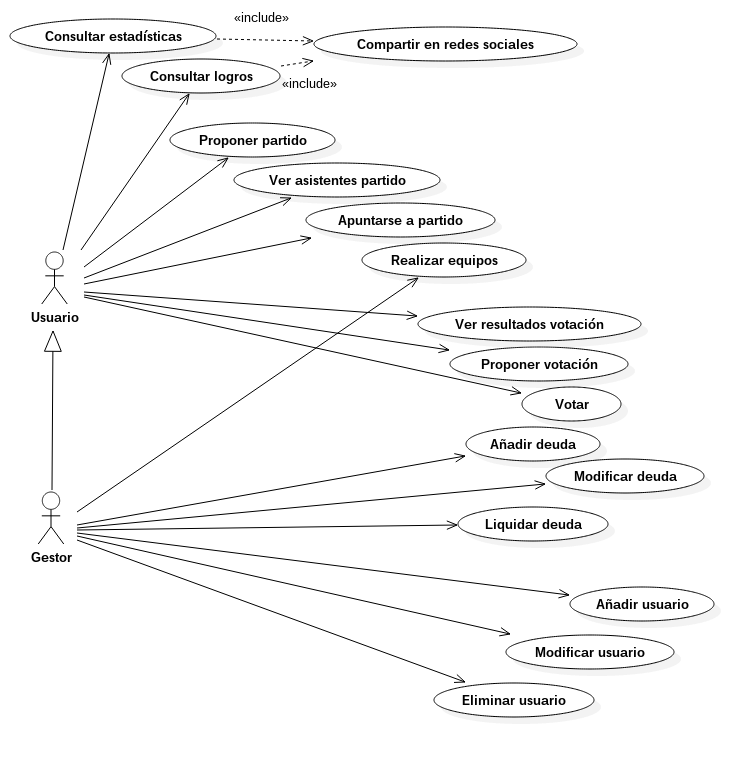 «include»
Consultar estadísticas
Compartir en redes sociales
Consultar logros
«include»
Proponer partido
Ver asistentes partido
Apuntarse a partido
Realizar equipos
Usuario
Ver resultados votación
Proponer votación
Votar
Añadir deuda
Modificar deuda
Liquidar deuda
Gestor
Añadir usuario
Modificar usuario
Eliminar usuario